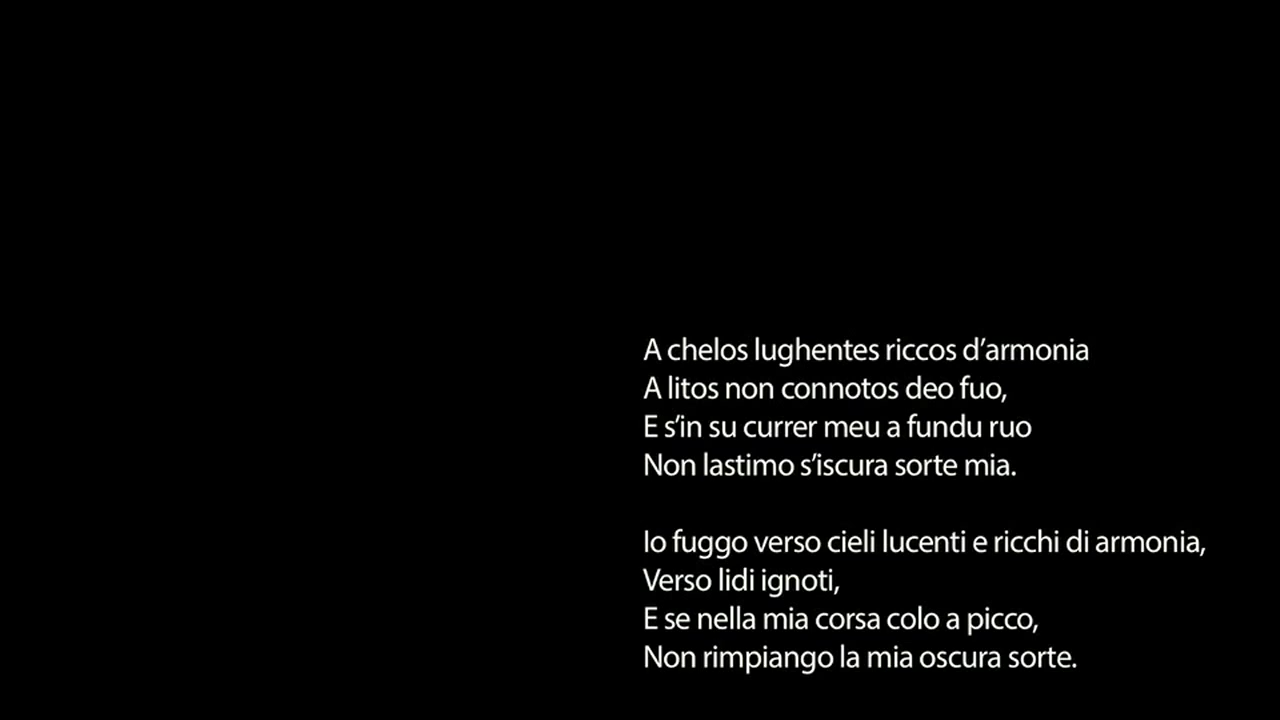 A chelos lughentes riccos d’armonia
A litos non connotos deo fuo,
E s’in su currer meu a fundu ruo
Non lastimo s’iscura sorte mia.
Io fuggo verso cieli lucenti e ricchi di armonia,
Verso lidi ignoti,
E se nella mia corsa colo a picco,
Non rimpiango la mia oscura sorte.